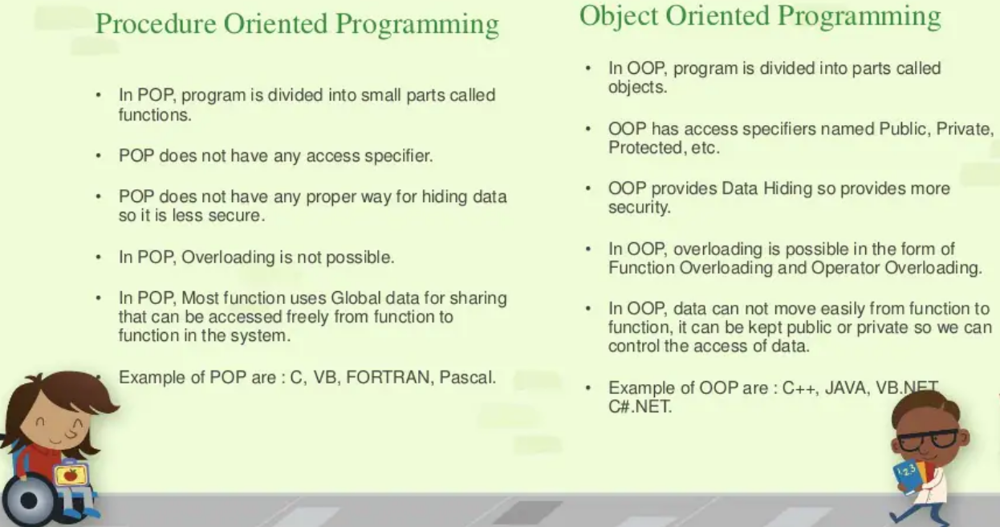 Procedure Oriented Programming
• In POP, program is divided into small parts called
functions.
• POP does not have any access specifier.
• POP does not have any proper way for hiding data
so it is less secure.
• In POP, Overloading is not possible.
• In POP, Most function uses Global data for sharing
that can be accessed freely from function to
function in the system.
• Example of POP are : C, VB, FORTRAN, Pascal.
Object Oriented Programming
• In OOP, program is divided into parts called
objects.
• OOP has access specifiers named Public, Private,
Protected, etc.
• OOP provides Data Hiding so provides more
security.
• In OOP, overloading is possible in the form of
Function Overloading and Operator Overloading.
• In OOP, data can not move easily from function to
function, it can be kept public or private so we can
control the access of data.
• Example of OOP are : C++, JAVA, VB.NET
C#.NET.
1,2,3